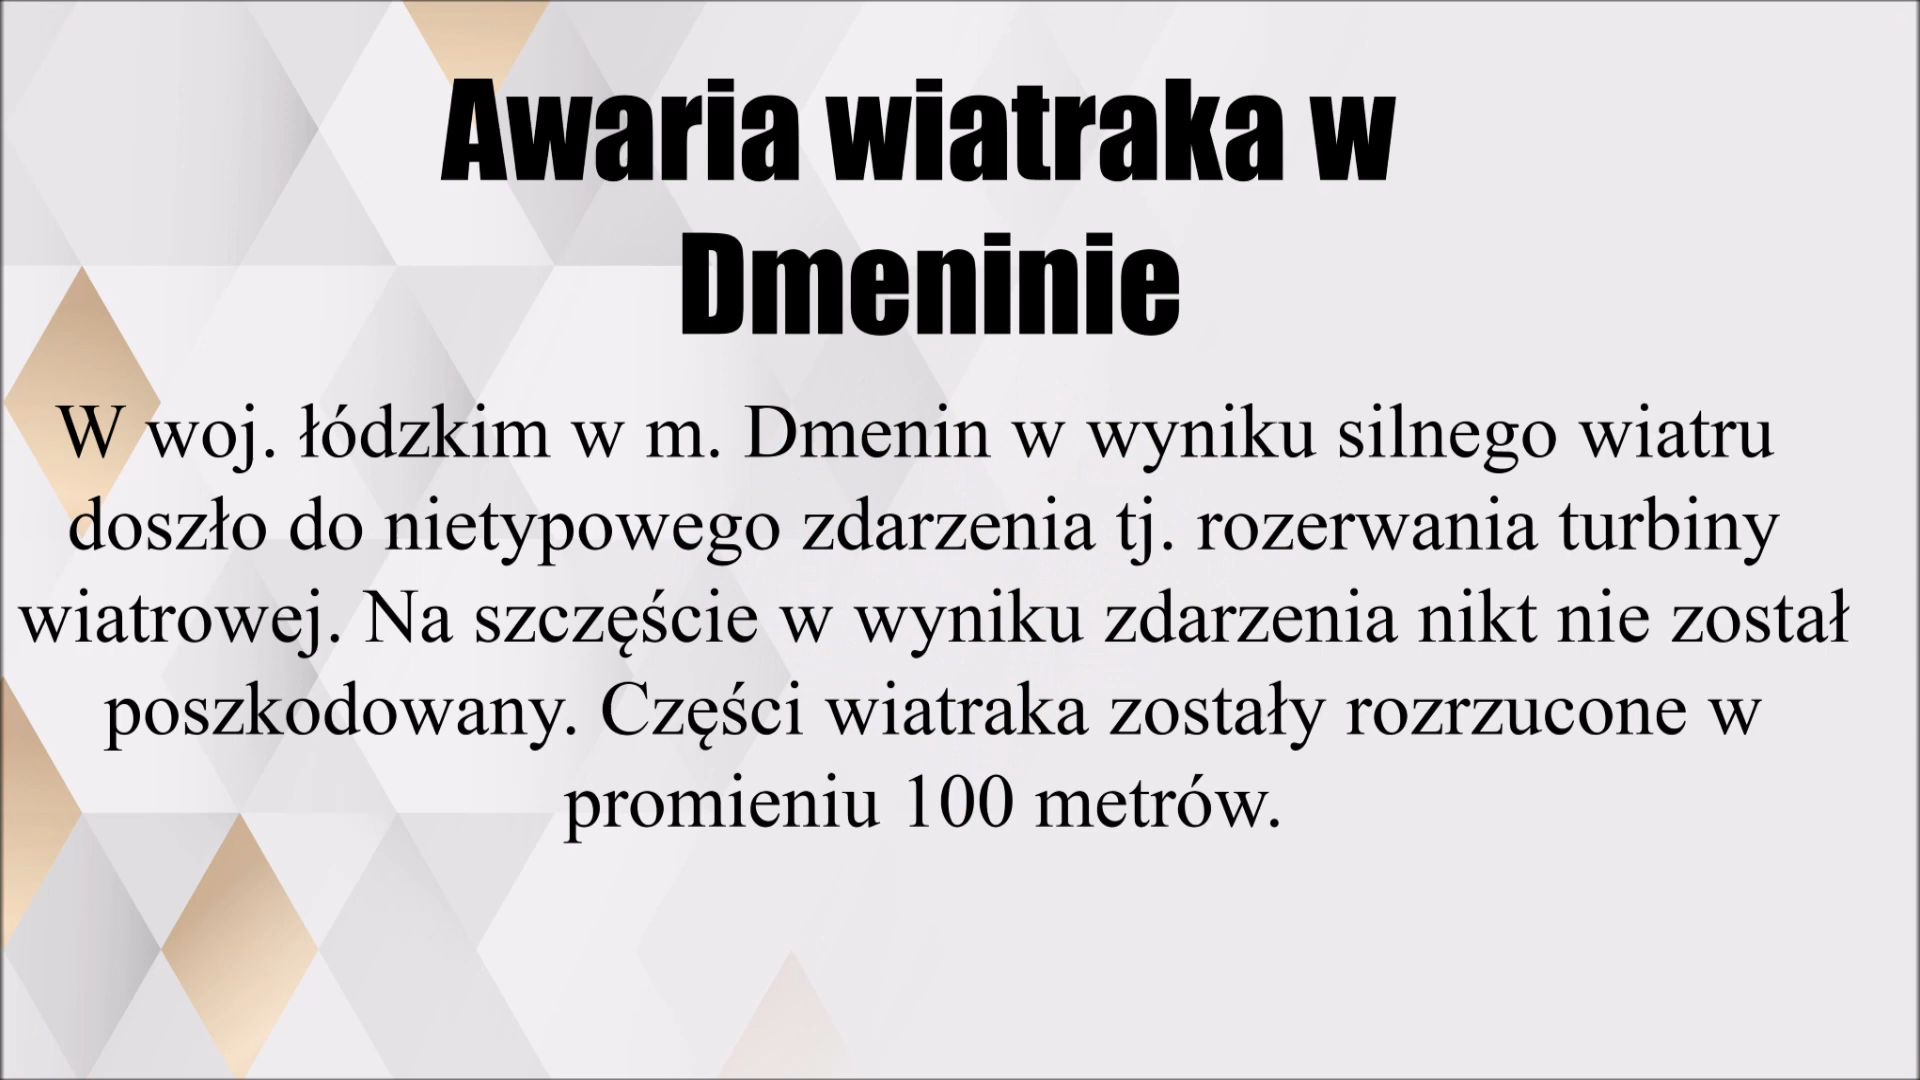 Awaria wiatraka w
Dmeninie
W woj. łódzkim w m. Dmenin w wyniku silnego wiatru
doszło do nietypowego zdarzenia tj. rozerwania turbiny
wiatrowej. Na szczęście w wyniku zdarzenia nikt nie został
poszkodowany. Części wiatraka zostały rozrzucone w
promieniu 100 metrów.